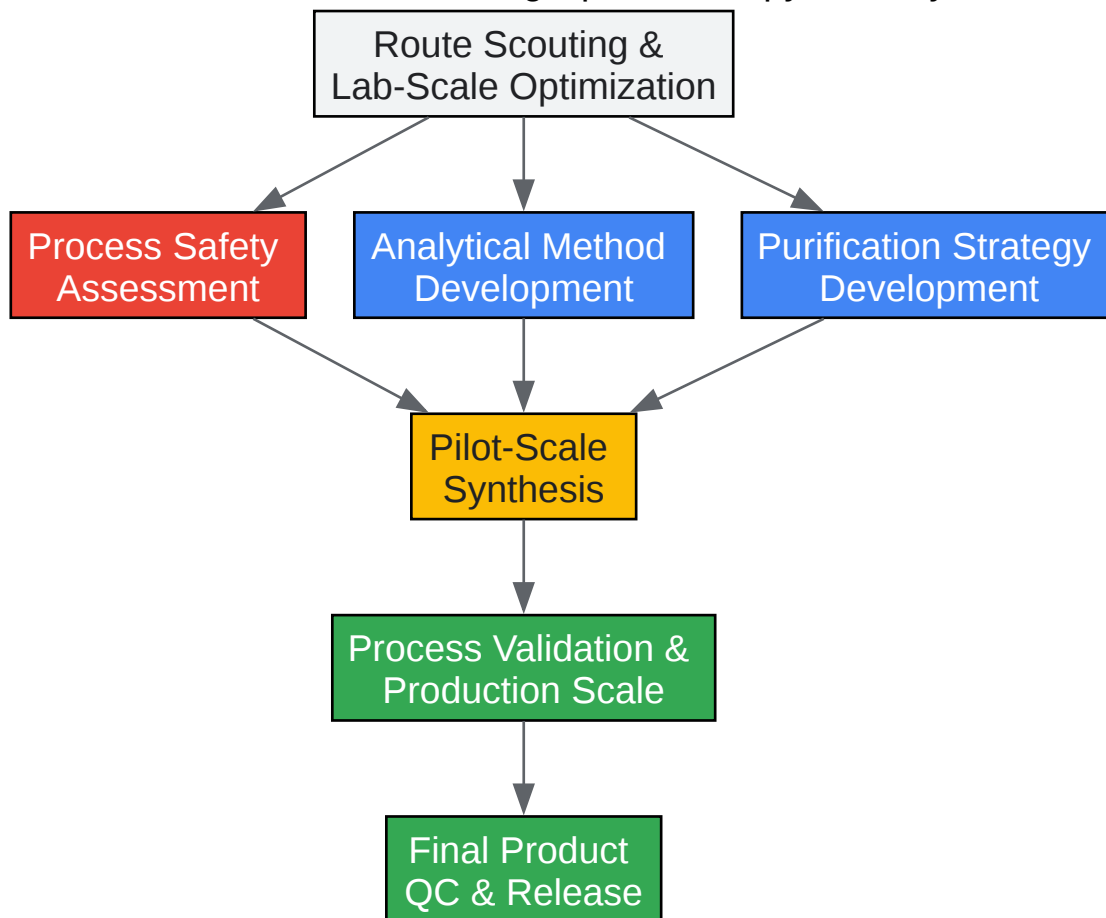 Route Scouting &
Lab-Scale Optimization
Process Safety
Assessment
Analytical Method
Development
Purification Strategy
Development
Pilot-Scale
Synthesis
Process Validation &
Production Scale
Final Product
QC & Release